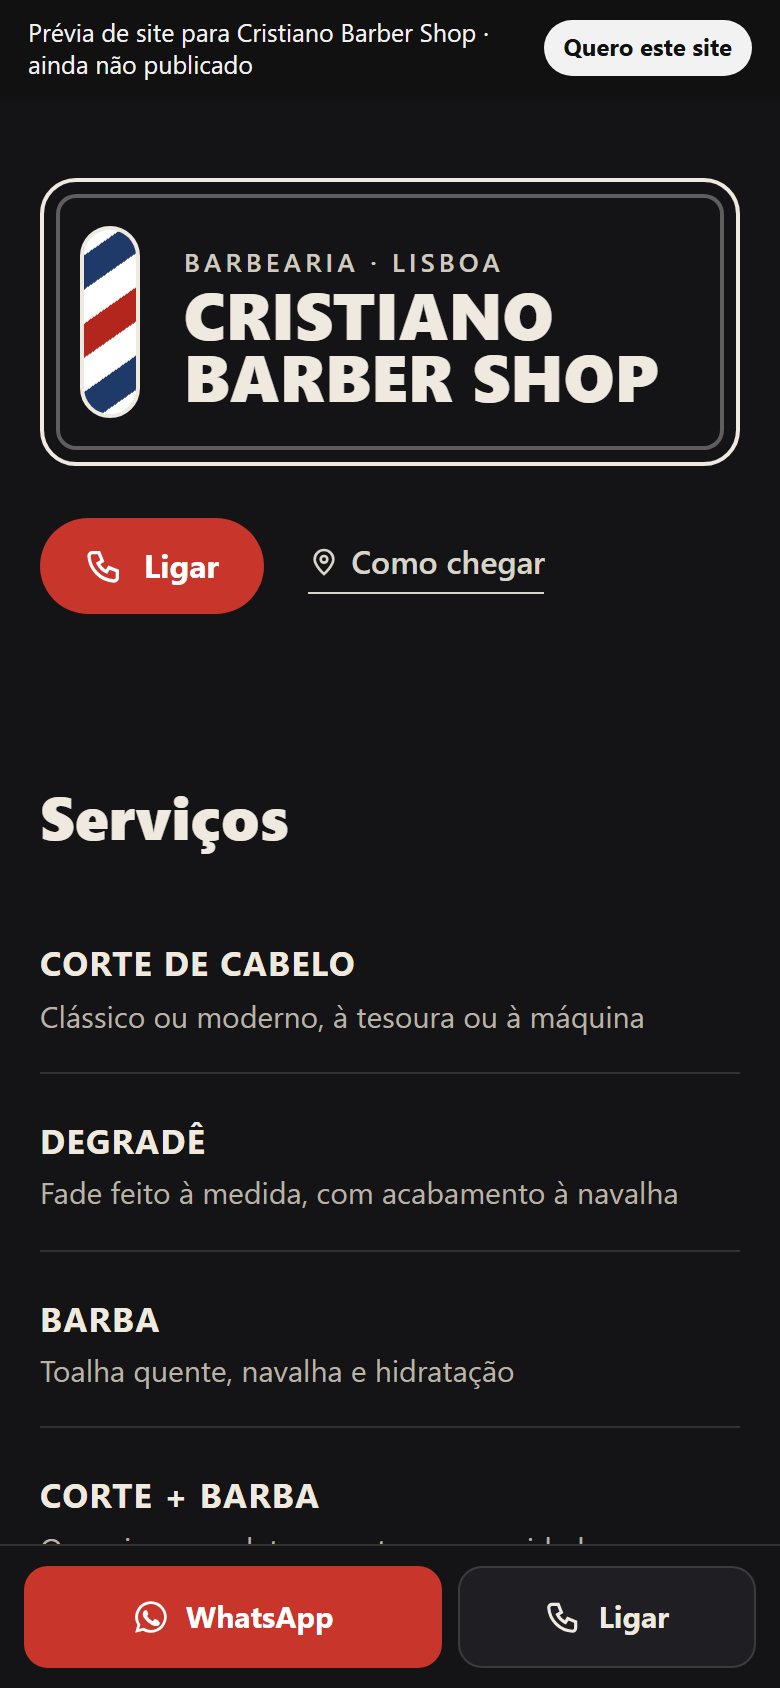 Prévia de site para Cristiano Barber Shop ·
ainda não publicado
Quero este site
BARBEARIA · LISBOA
CRISTIANO
BARBER SHOP
Ligar
Como chegar
Serviços
CORTE DE CABELO
Clássico ou moderno, à tesoura ou à máquina
DEGRADÊ
Fade feito à medida, com acabamento à navalha
BARBA
Toalha quente, navalha e hidratação
CORTE + BARBA
WhatsApp
Ligar